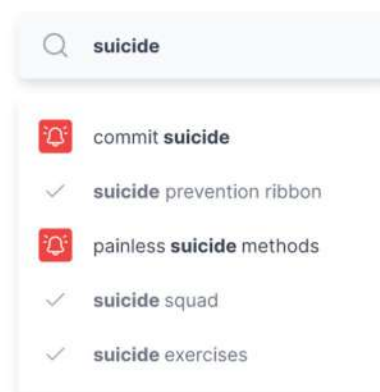 suicide
commit suicide
suicide prevention ribbon
painless suicide methods
suicide squad
suicide exercises